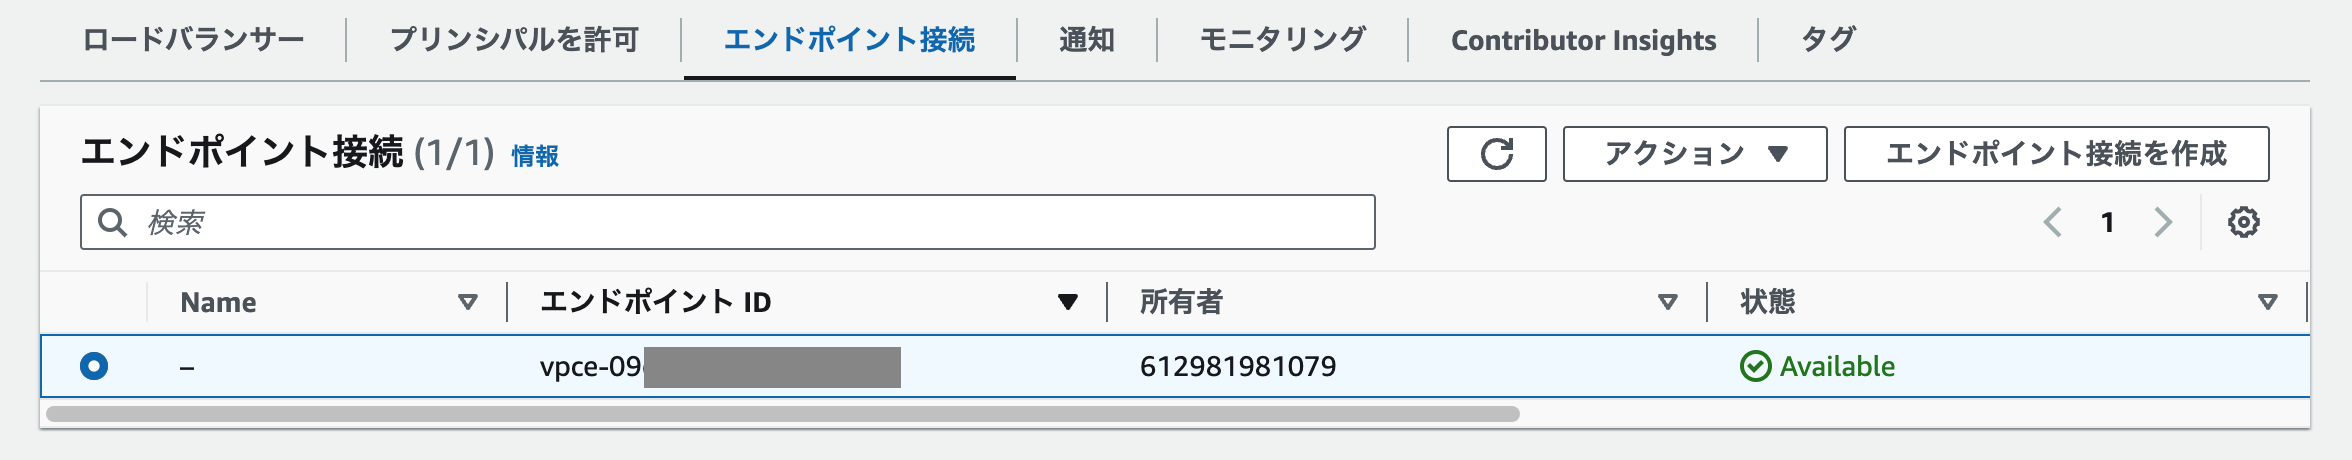 ロードバランサー プリンシパルを許可 エンドポイント接続 通知 モニタリング Contributor Insights タグ
エンドポイント接続 (1/1) 情報 アクション エンドポイント接続を作成
検索 1
Name エンドポイント ID 所有者 状態
– vpce-09 612981981079 Available